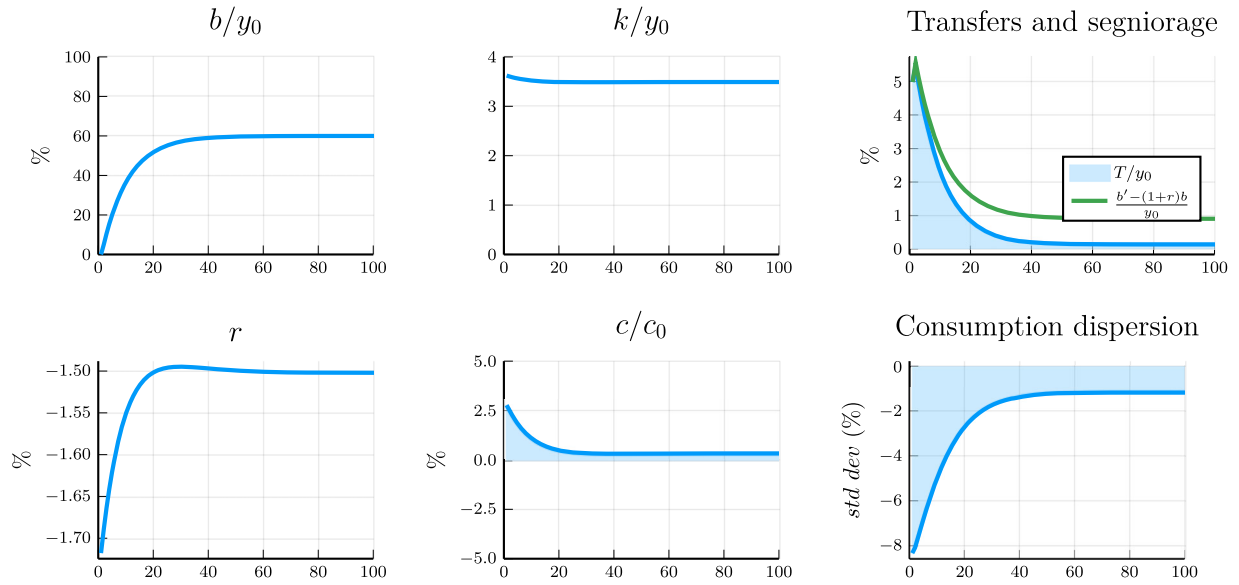 b/y₀
%
100
80
60
40
20
0
0 20 40 60 80 100
k/y₀
4
3
2
1
0
0 20 40 60 80 100
Transfers and segniorage
%
5
4
3
2
1
0
0 20 40 60 80 100
T/y₀
b′−(1+r)b
y₀
r
%
−1.50
−1.55
−1.60
−1.65
−1.70
0 20 40 60 80 100
c/c₀
%
5.0
2.5
0.0
−2.5
−5.0
0 20 40 60 80 100
Consumption dispersion
std dev (%)
0
−2
−4
−6
−8
0 20 40 60 80 100